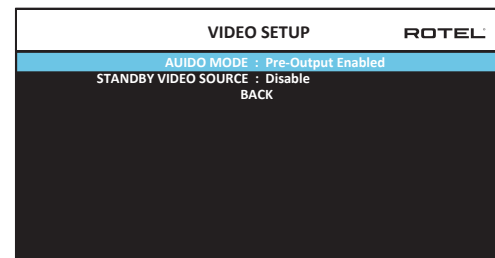 VIDEO SETUP
ROTEL
AUIDO MODE : Pre-Output Enabled
STANDBY VIDEO SOURCE : Disable
BACK